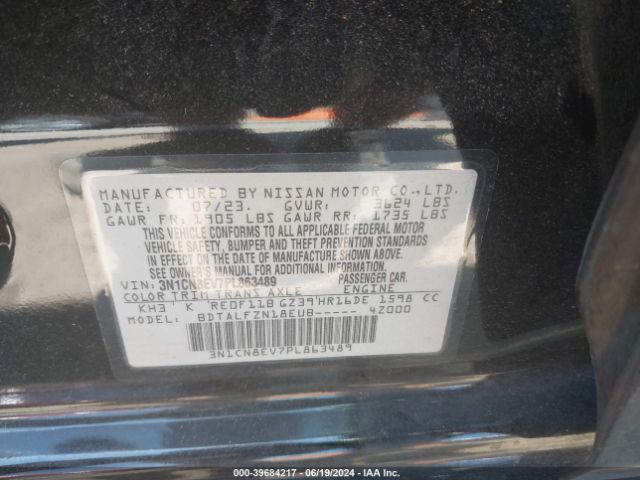 MANUFACTURED BY NISSAN MOTOR CO.,LTD.
DATE: 07/23. GVWR: 3624 LBS
GAWR FR: 1905 LBS GAWR RR: 1735 LBS
THIS VEHICLE CONFORMS TO ALL APPLICABLE FEDERAL MOTOR
VEHICLE SAFETY, BUMPER AND THEFT PREVENTION STANDARDS
IN EFFECT ON THE DATE OF MANUFACTURE SHOWN ABOVE.
SEE OWNER'S MANUAL FOR ADDITIONAL INFORMATION
VIN: 3N1CN8EV7PL863489 PASSENGER CAR.
COLOR TRIM TRANS AXLE ENGINE
KH3 K RE0F11B GZ39 HR16DE 1598 CC
MODEL: BDTALFZN18EUB----- 4Z000
3N1CN8EV7PL863489
000-39684217 - 06/19/2024 - IAA Inc.